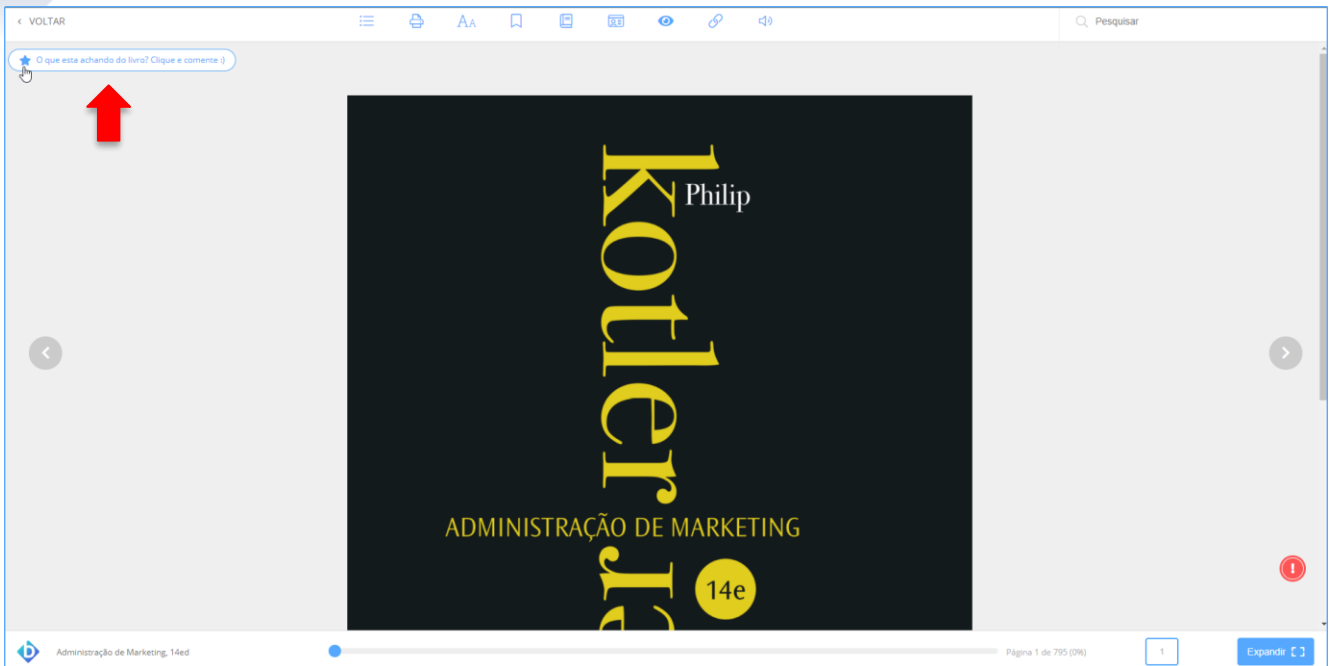 VOLTAR
AA
Pesquisar
O que esta achando do livro? Clique e comente :)
Philip
kotler
ADMINISTRAÇÃO DE MARKETING
14e
Administração de Marketing, 14ed
Página 1 de 795 (0%)
1
Expandir